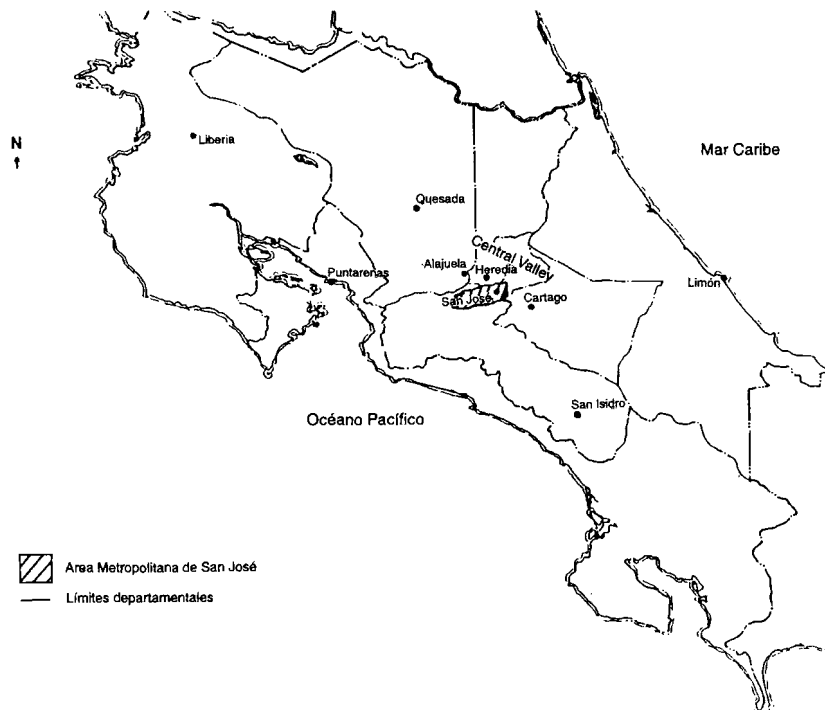 N
Liberia
Mar Caribe
Quesada
Central Valley
Alajuela
Heredia
Puntarenas
San José
Cartago
Limón
San Isidro
Océano Pacífico
Area Metropolitana de San José
Límites departamentales